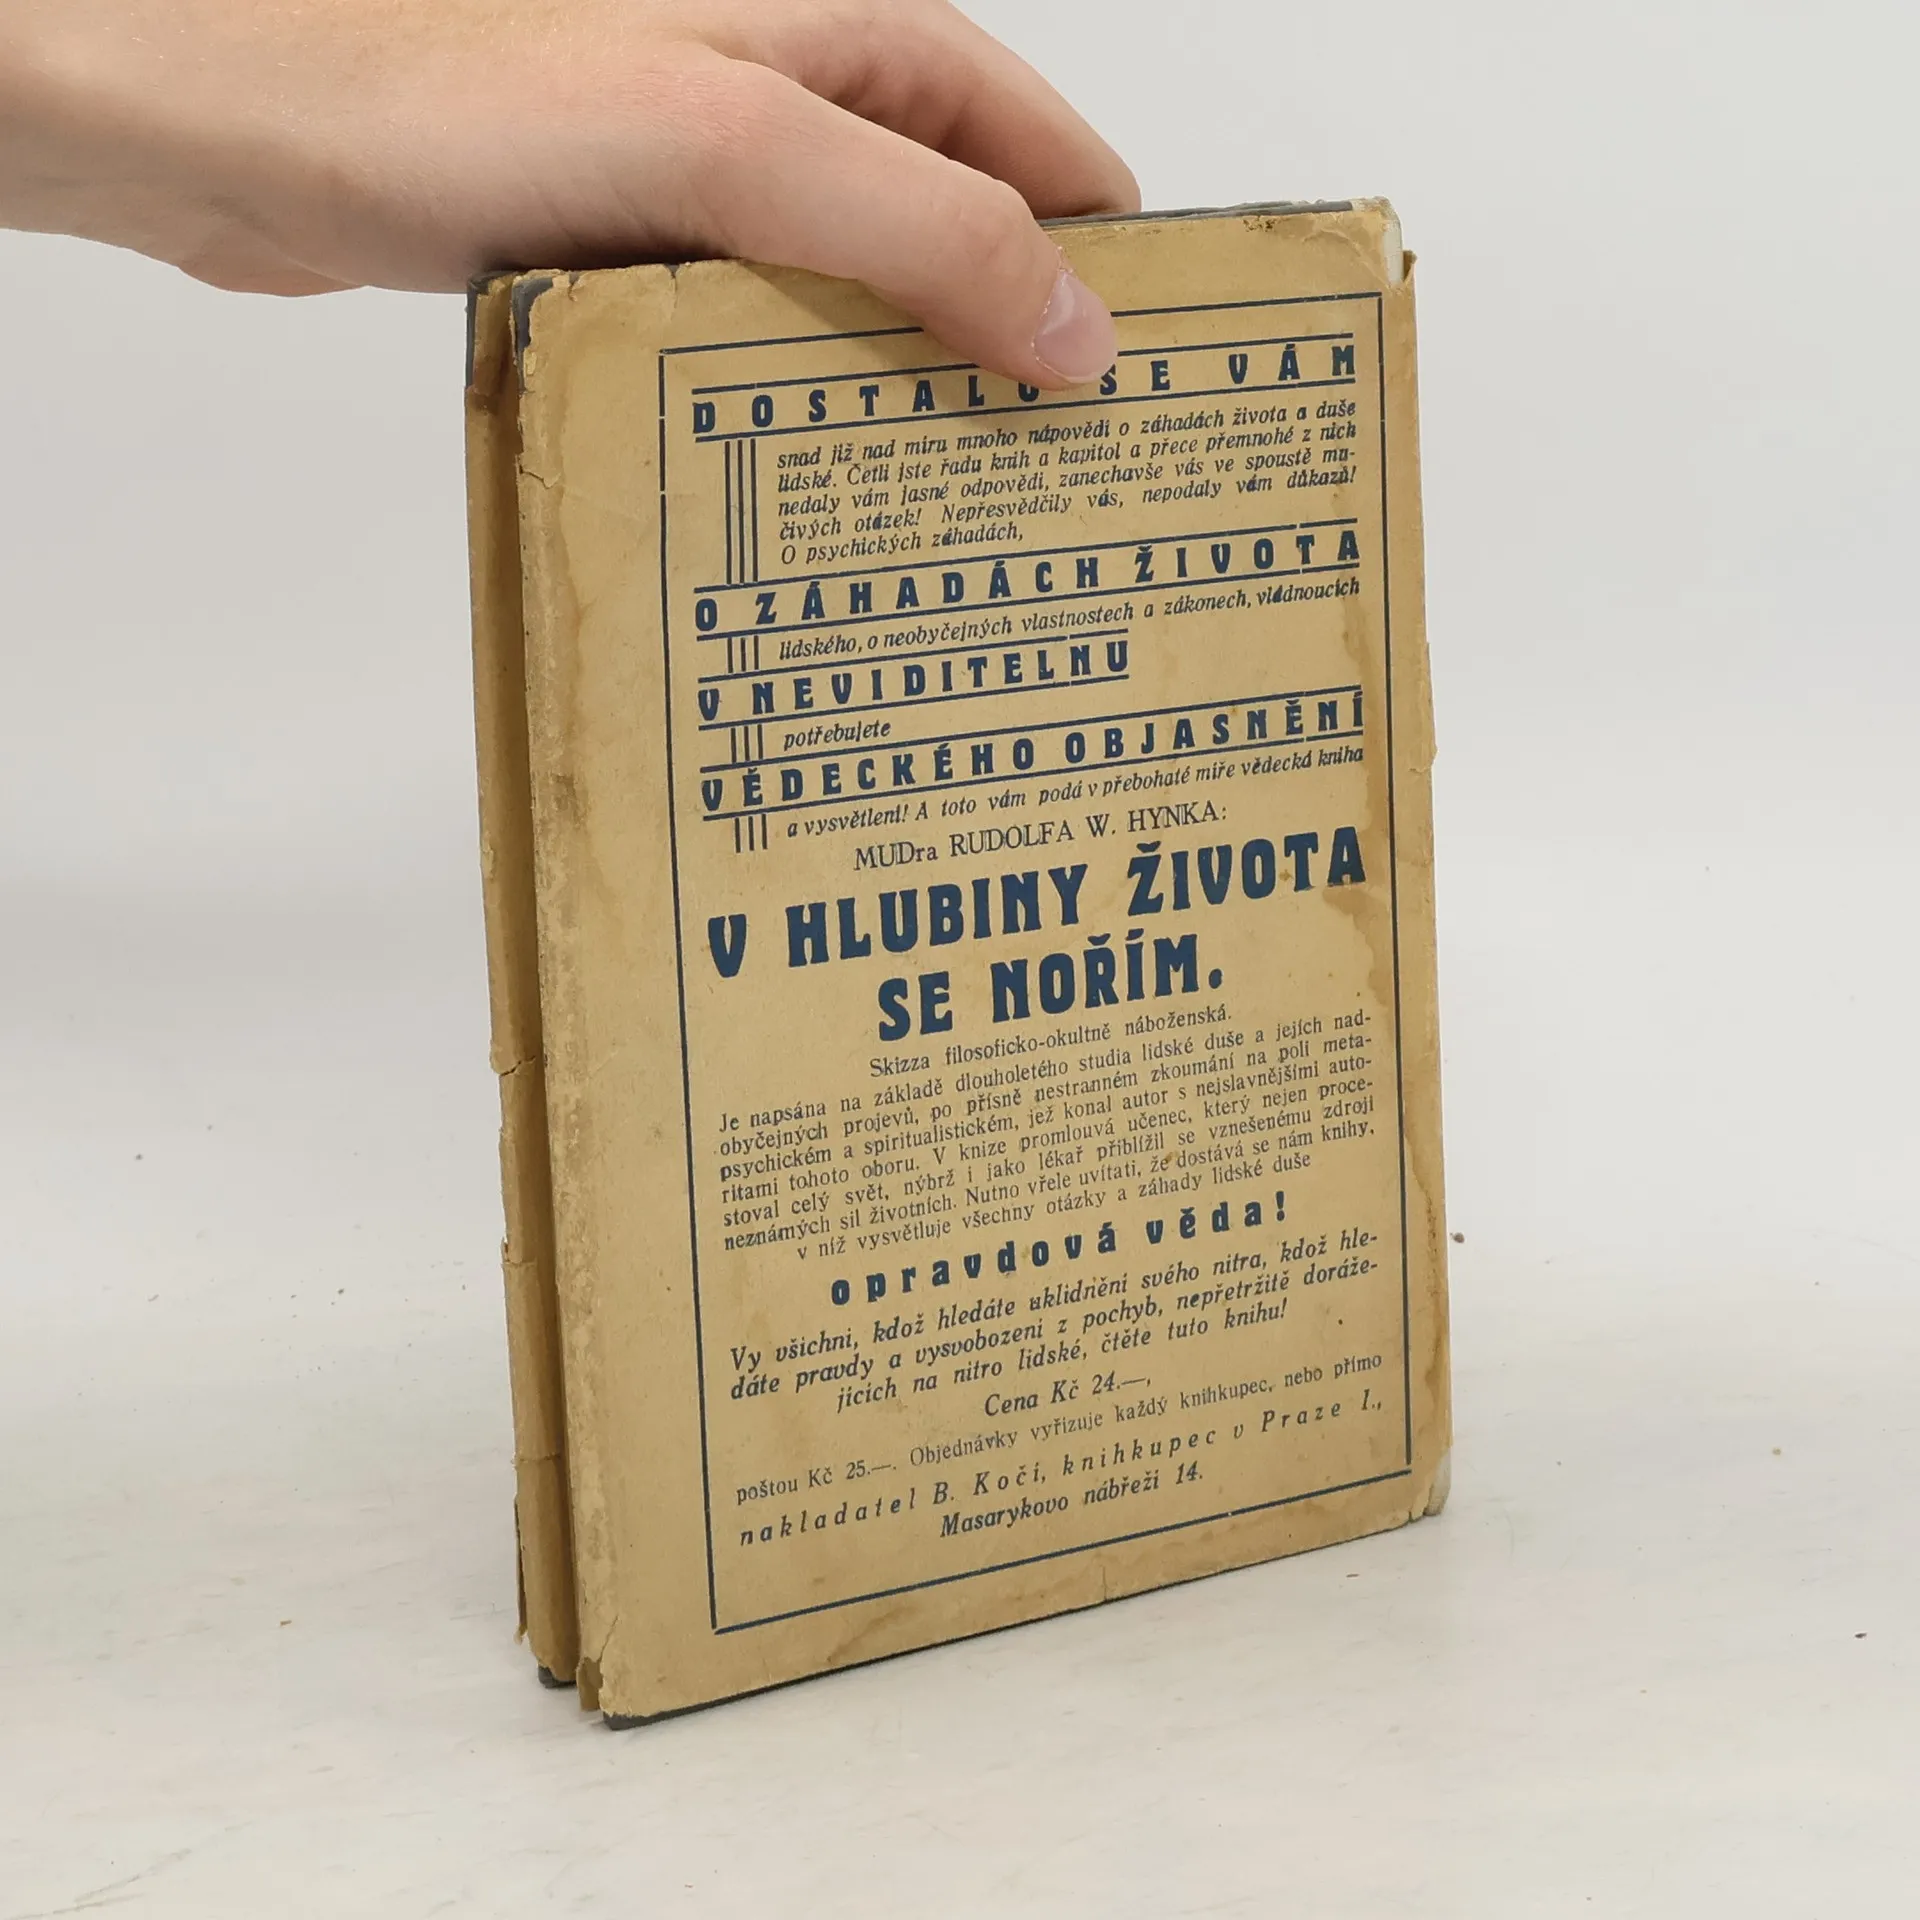 DOSTALO SE VÁM
snad již nad míru mnoho nápovědí o záhadách života a duše
lidské. Četli jste řadu knih a kapitol a přece přemnohé z nich
nedaly vám jasné odpovědi, zanechavše vás ve spoustě mu-
čivých otázek! Nepřesvědčily vás, nepodaly vám důkazů!
O psychických záhadách,
O ZÁHADÁCH ŽIVOTA
lidského, o neobyčejných vlastnostech a zákonech, vládnoucích
V NEVIDITELNU
potřebujete
VĚDECKÉHO OBJASNĚNÍ
a vysvětlení! A toto vám podá v přebohaté míře vědecká kniha
MUDra RUDOLFA W. HYNKA:
V HLUBINY ŽIVOTA
SE NOŘÍM.
Skizza filosoficko-okultně náboženská.
Je napsána na základě dlouholetého studia lidské duše a jejích nad-
obyčejných projevů, po přísně nestranném zkoumání na poli meta-
psychickém a spiritualistickém, jež konal autor s nejslavnějšími auto-
ritami tohoto oboru. V knize promlouvá učenec, který nejen proce-
stoval celý svět, nýbrž i jako lékař přiblížil se vznešenému zdroji
neznámých sil životních. Nutno vřele uvítati, že dostává se nám knihy,
v níž vysvětluje všechny otázky a záhady lidské duše
opravdová věda!
Vy všichni, kdož hledáte uklidnění svého nitra, kdož hle-
dáte pravdy a vysvobození z pochyb, nepřetržitě doráže-
jících na nitro lidské, čtěte tuto knihu!
Cena Kč 24.—,
poštou Kč 25.—. Objednávky vyřizuje každý knihkupec, nebo přímo
nakladatel B. Kočí, knihkupec v Praze I.,
Masarykovo nábřeží 14.